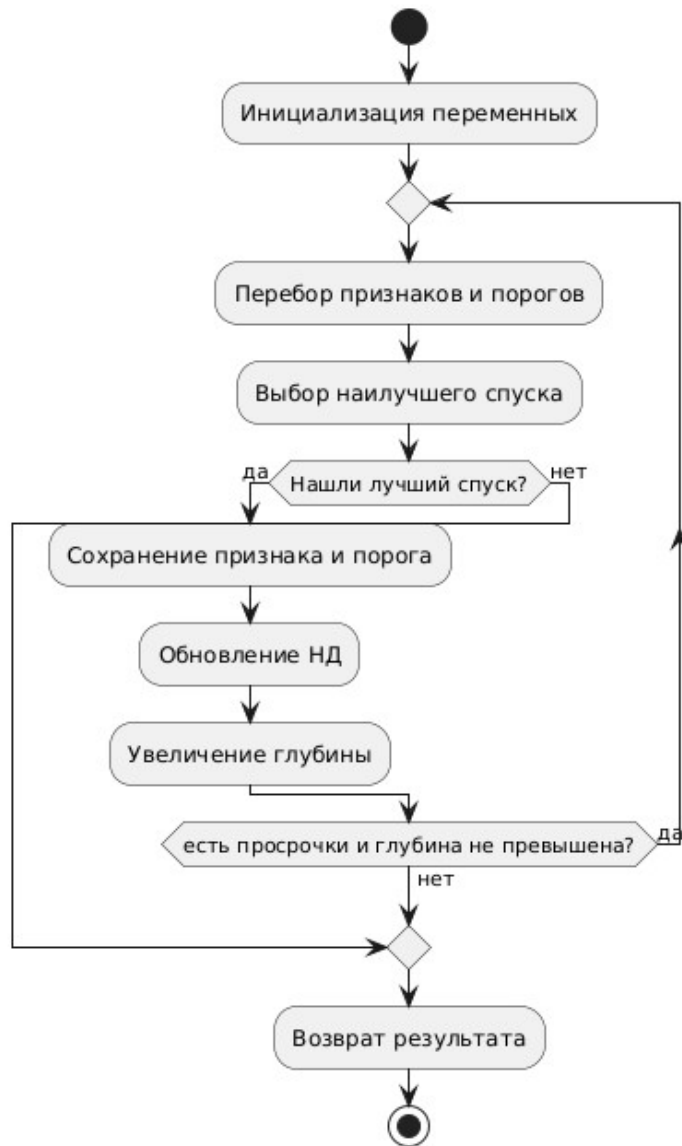 Инициализация переменных
Перебор признаков и порогов
Выбор наилучшего спуска
да
Нашли лучший спуск?
нет
Сохранение признака и порога
Обновление НД
Увеличение глубины
есть просрочки и глубина не превышена?
да
нет
Возврат результата